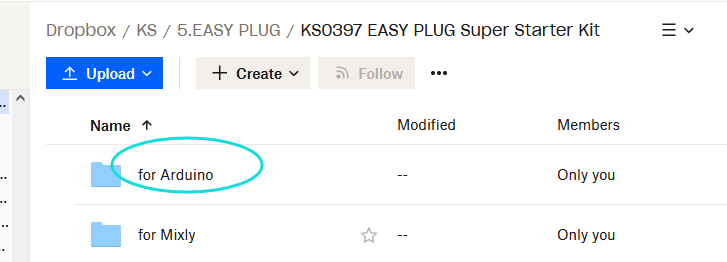 Dropbox / KS / 5.EASY PLUG / KS0397 EASY PLUG Super Starter Kit
Upload + Create Follow •••
Name ↑ Modified Members
for Arduino -- Only you
for Mixly -- Only you